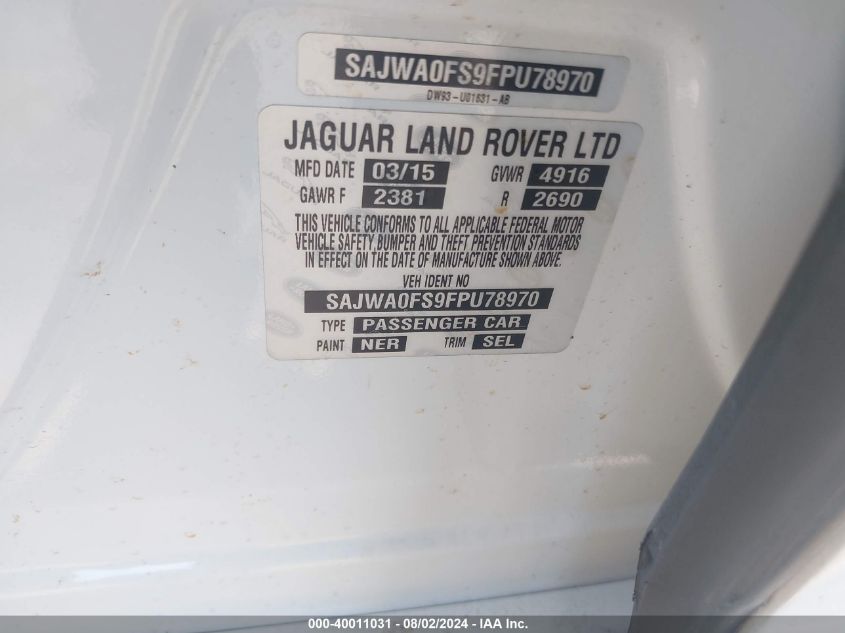 SAJWA0FS9FPU78970
DW93-U01631-AB
JAGUAR LAND ROVER LTD
MFD DATE 03/15 GVWR 4916
GAWR F 2381 R 2690
THIS VEHICLE CONFORMS TO ALL APPLICABLE FEDERAL MOTOR
VEHICLE SAFETY,BUMPER AND THEFT PREVENTION STANDARDS
IN EFFECT ON THE DATE OF MANUFACTURE SHOWN ABOVE.
VEH IDENT NO
SAJWA0FS9FPU78970
TYPE PASSENGER CAR
PAINT NER TRIM SEL
000-40011031 - 08/02/2024 - IAA Inc.